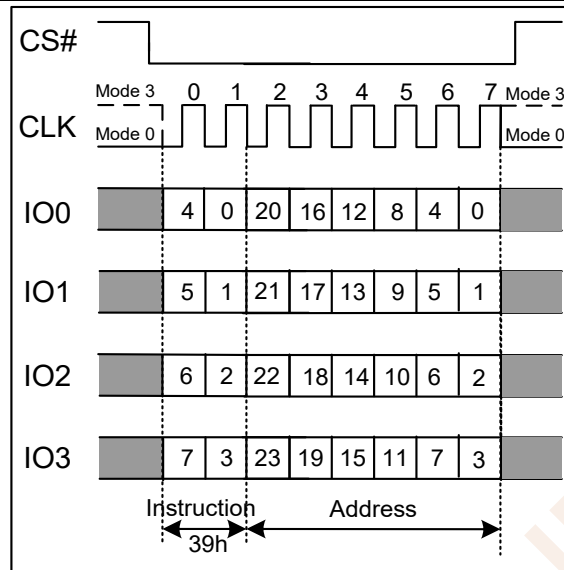 CS#
Mode 3 0 1 2 3 4 5 6 7 Mode 3
CLK
Mode 0 Mode 0
IO0 4 0 20 16 12 8 4 0
IO1 5 1 21 17 13 9 5 1
IO2 6 2 22 18 14 10 6 2
IO3 7 3 23 19 15 11 7 3
Instruction Address
39h